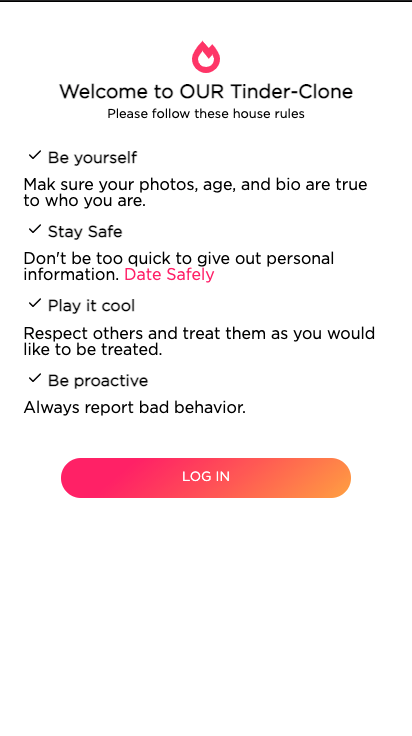 Welcome to OUR Tinder-Clone
Please follow these house rules
Be yourself
Mak sure your photos, age, and bio are true
to who you are.
Stay Safe
Don't be too quick to give out personal
information. Date Safely
Play it cool
Respect others and treat them as you would
like to be treated.
Be proactive
Always report bad behavior.
LOG IN